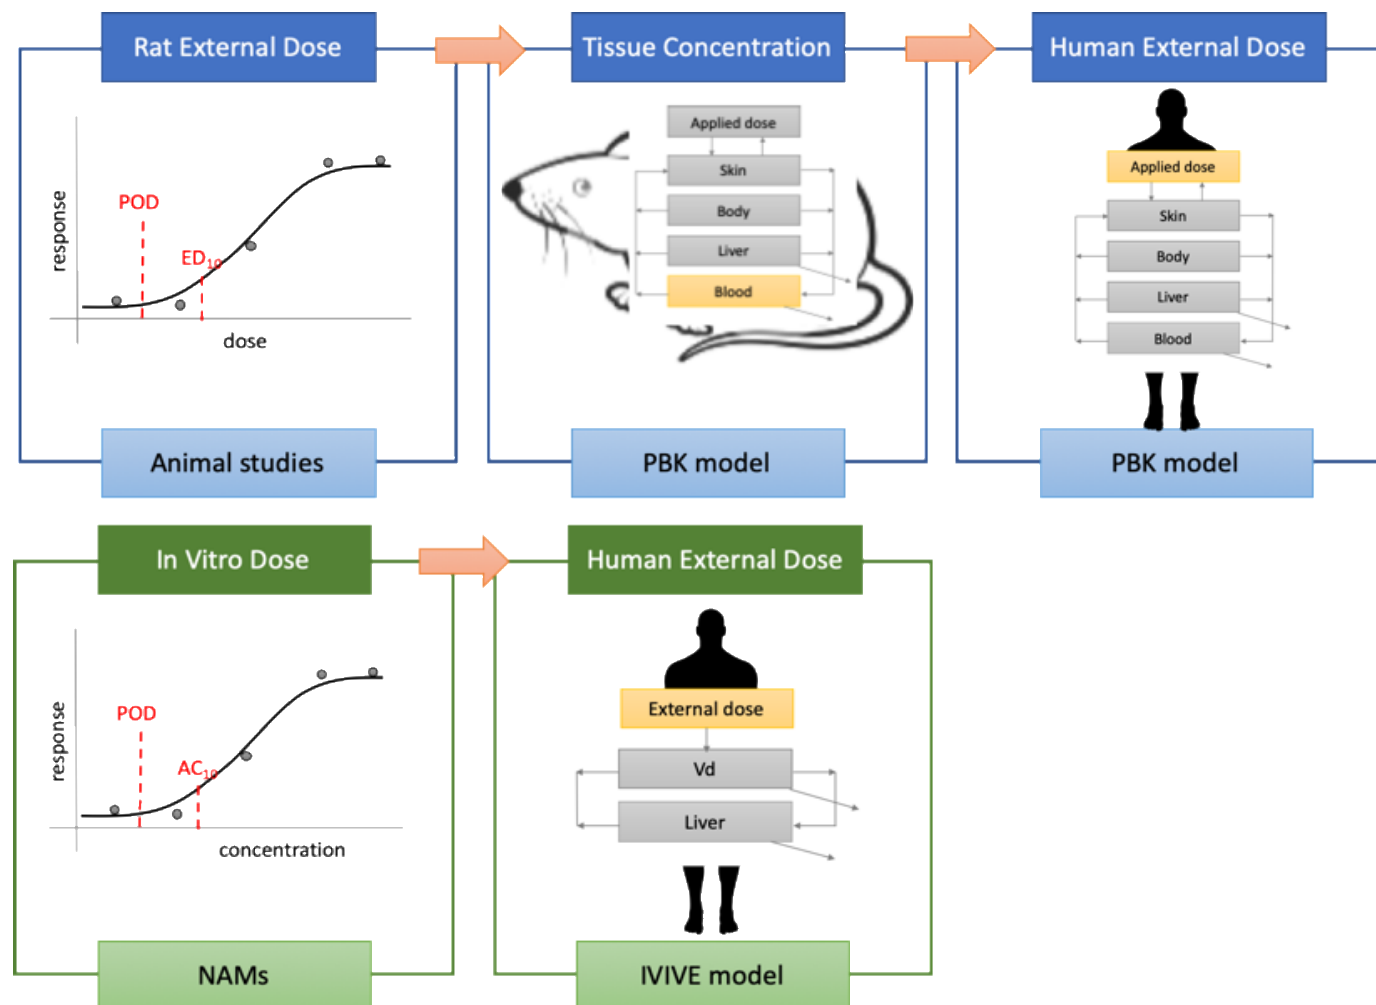 Rat External Dose
Tissue Concentration
Human External Dose
response
POD
ED10
dose
Applied dose
Skin
Body
Liver
Blood
Applied dose
Skin
Body
Liver
Blood
Animal studies
PBK model
PBK model
In Vitro Dose
Human External Dose
response
POD
AC10
concentration
External dose
Vd
Liver
NAMs
IVIVE model